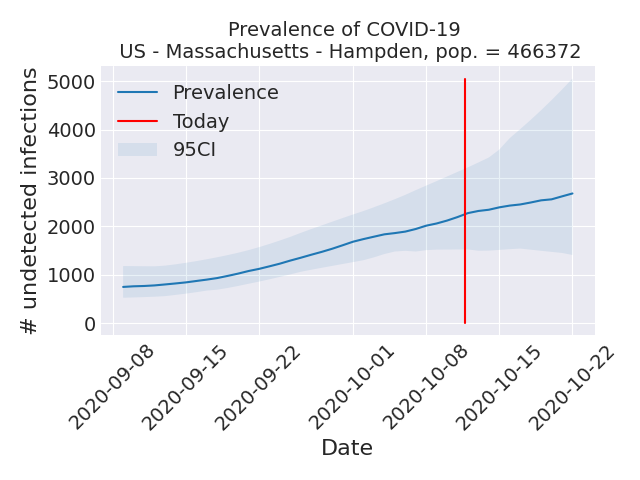 Prevalence of COVID-19
US - Massachusetts - Hampden, pop. = 466372
# undetected infections
5000
4000
3000
2000
1000
0
Prevalence
Today
95CI
2020-09-08
2020-09-15
2020-09-22
2020-10-01
2020-10-08
2020-10-15
2020-10-22
Date